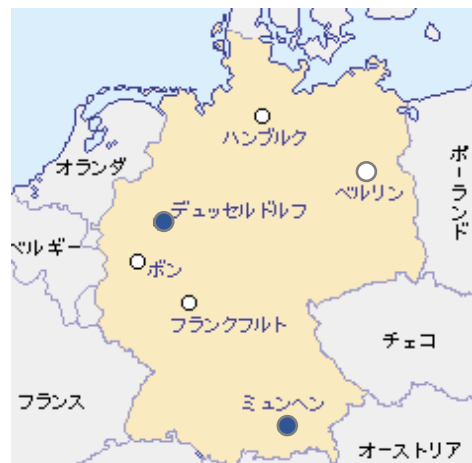 ハンブルク
オランダ
ベルリン
ポーランド
デュッセルドルフ
ベルギー
ボン
フランクフルト
チェコ
フランス
ミュンヘン
オーストリア